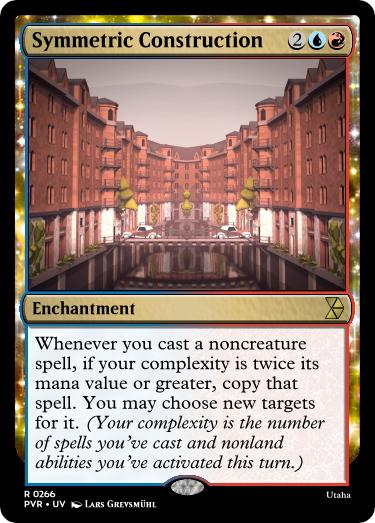 Symmetric Construction 2
Enchantment
Whenever you cast a noncreature
spell, if your complexity is twice its
mana value or greater, copy that
spell. You may choose new targets
for it. (Your complexity is the number
of spells you've cast and nonland
abilities you've activated this turn.)
R 0266
PVR • UV Lars Grevsmühl
Utaha